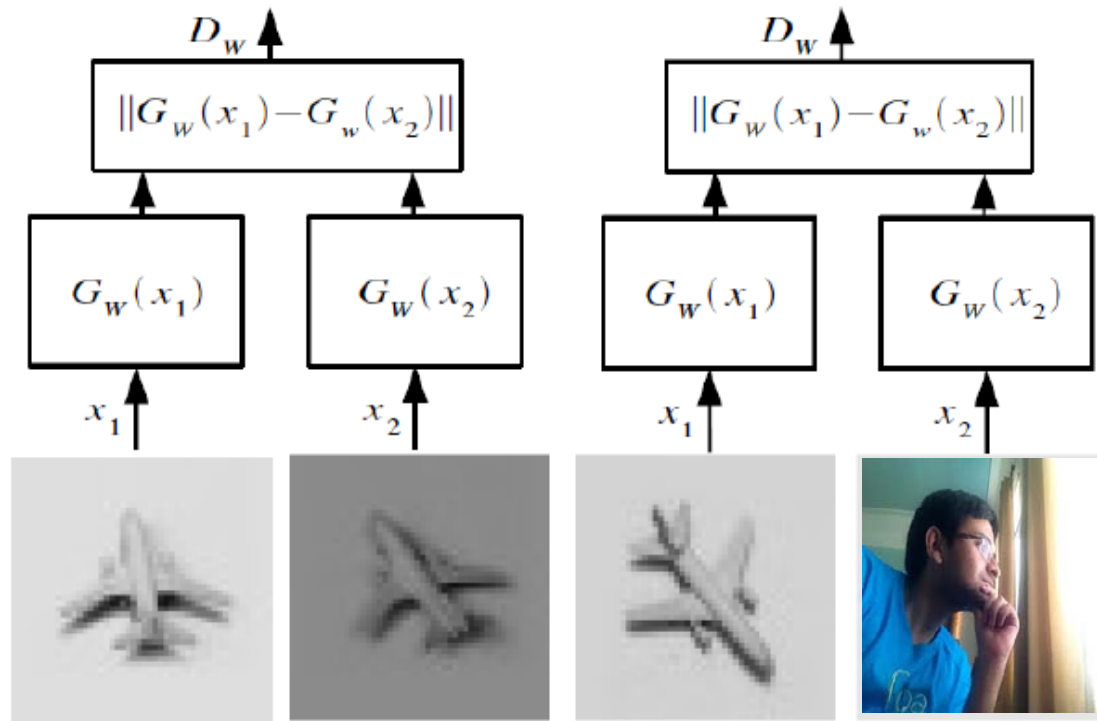 D_W D_W
||G_W(x_1)−G_w(x_2)|| ||G_W(x_1)−G_w(x_2)||
G_W(x_1) G_W(x_2) G_W(x_1) G_W(x_2)
x_1 x_2 x_1 x_2